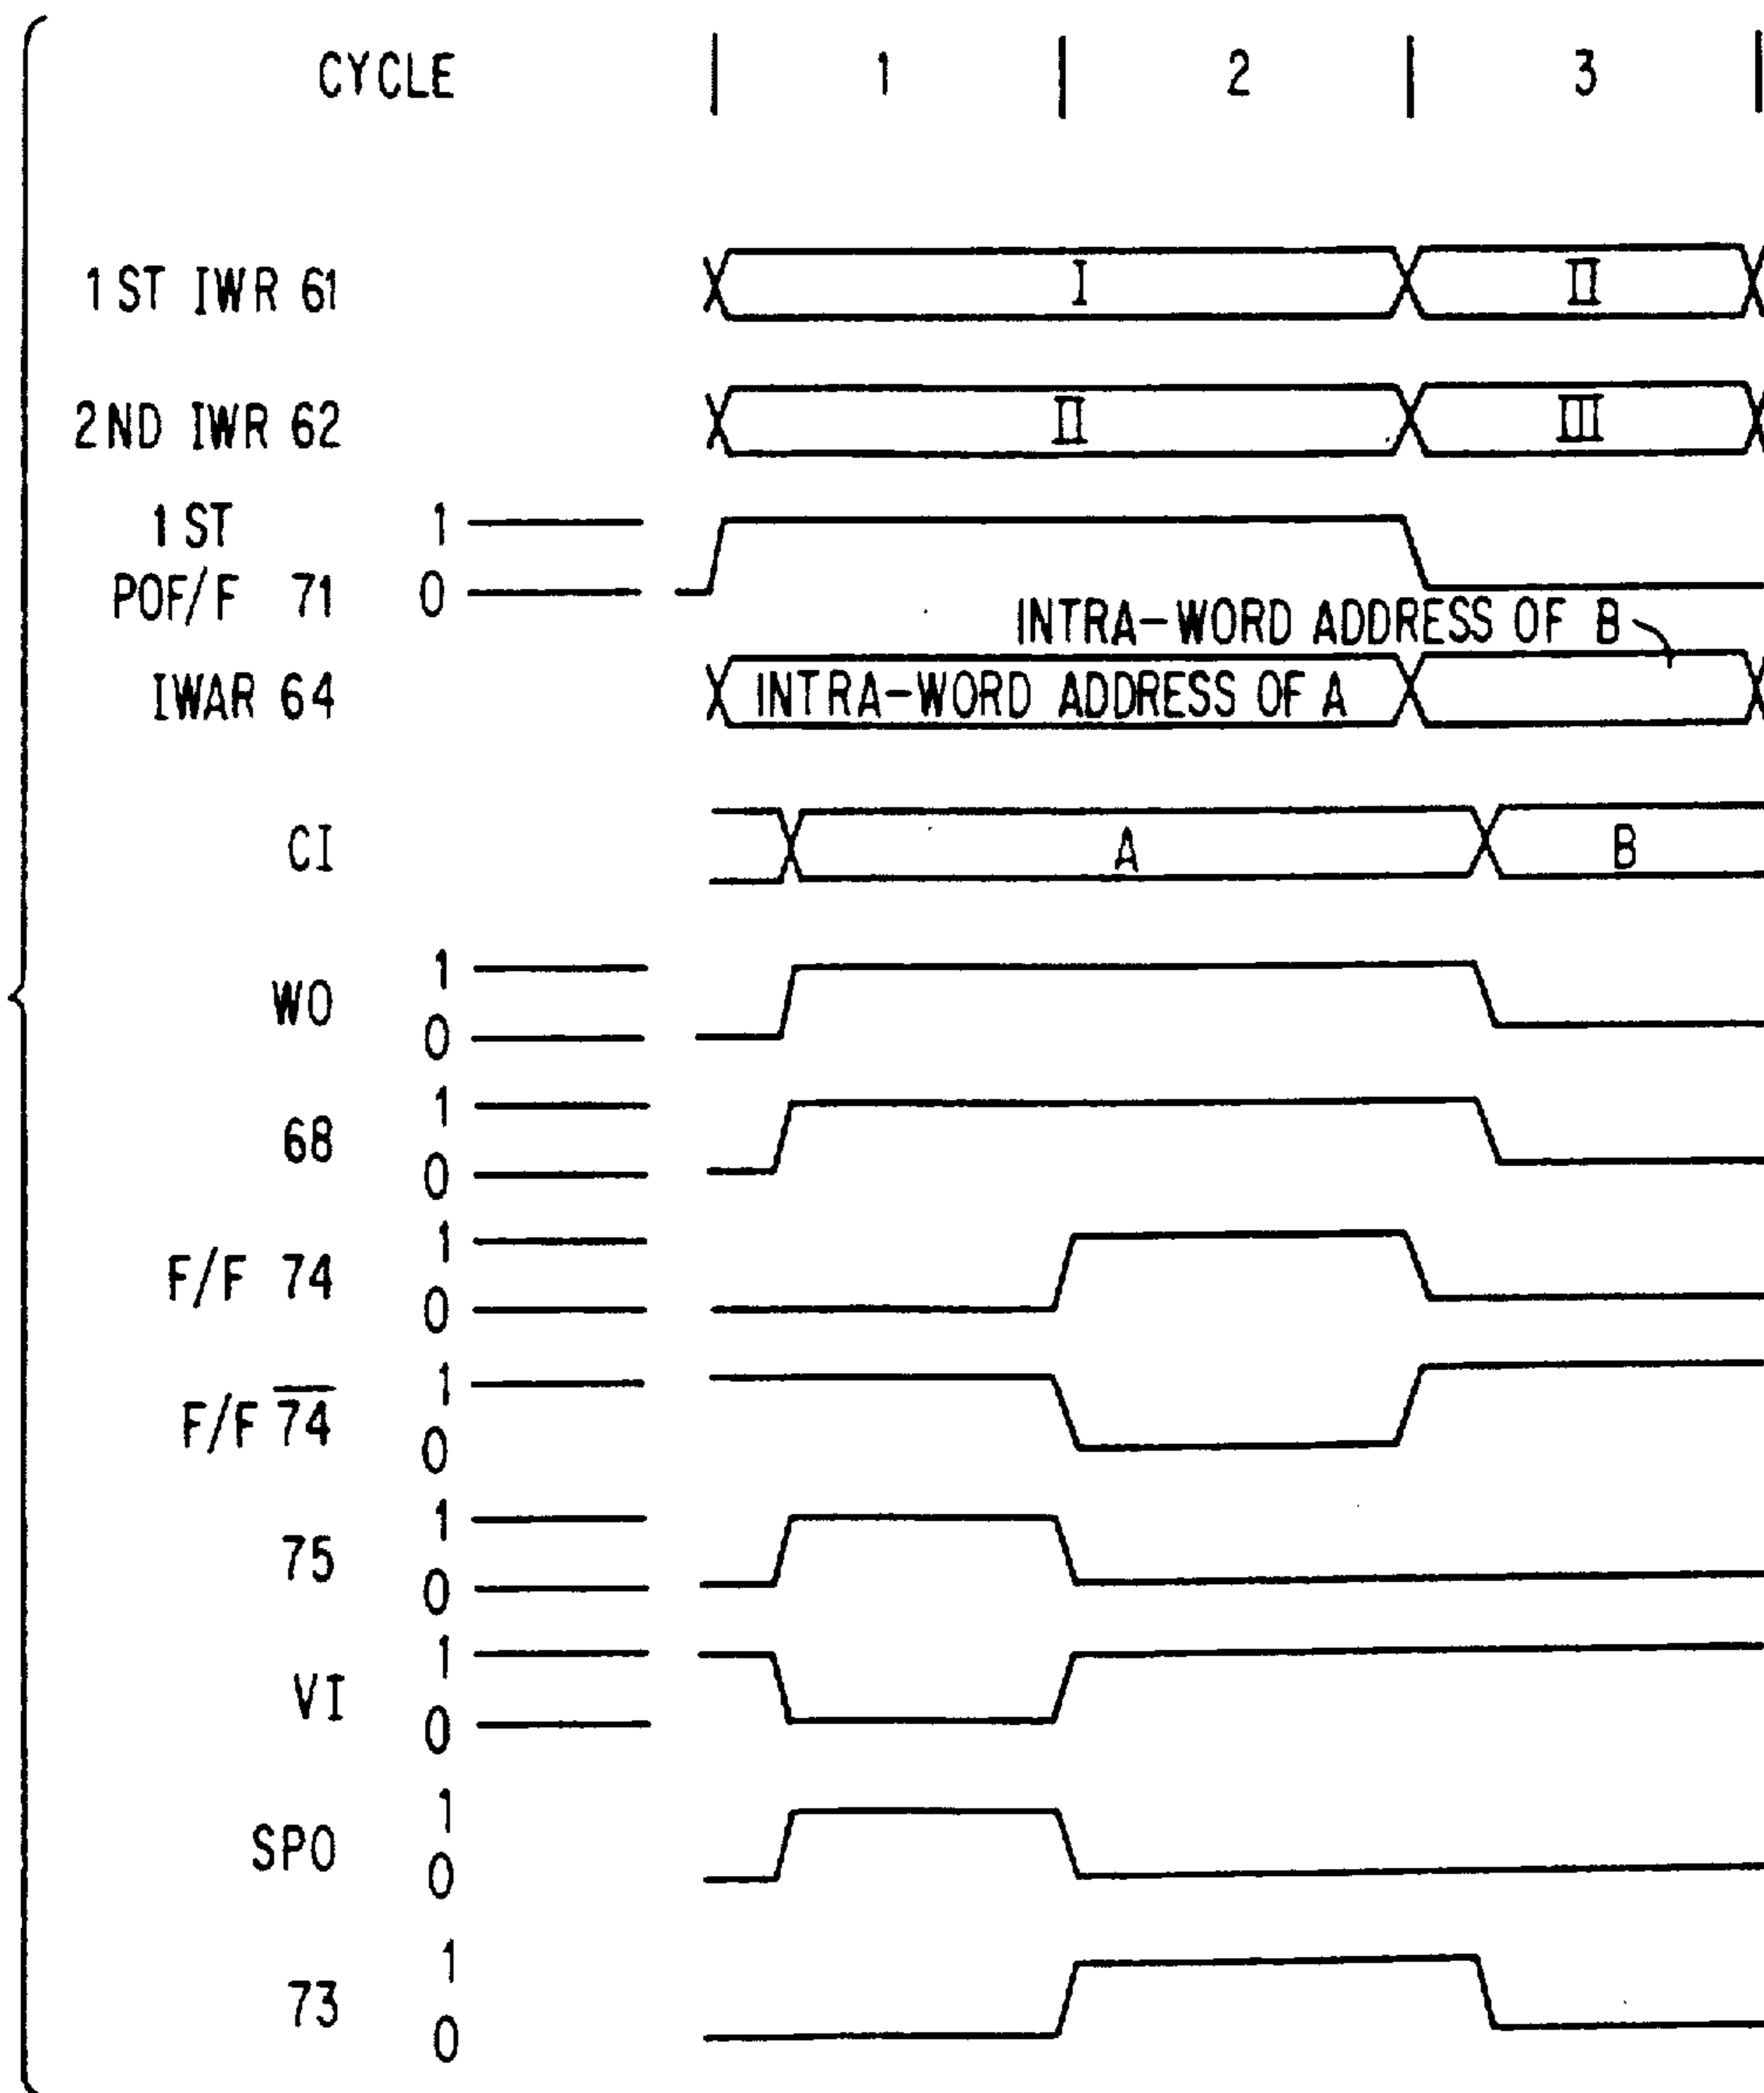 CYCLE | 1 | 2 | 3 |
1ST IWR 61 I II
2ND IWR 62 II III
1ST 1
POF/F 71 0
INTRA-WORD ADDRESS OF B
IWAR 64 INTRA-WORD ADDRESS OF A
CI A B
WO 1
0
68 1
0
F/F 74 1
0
F/F 7̅4̅ 1
0
75 1
0
VI 1
0
SPO 1
0
73 1
0